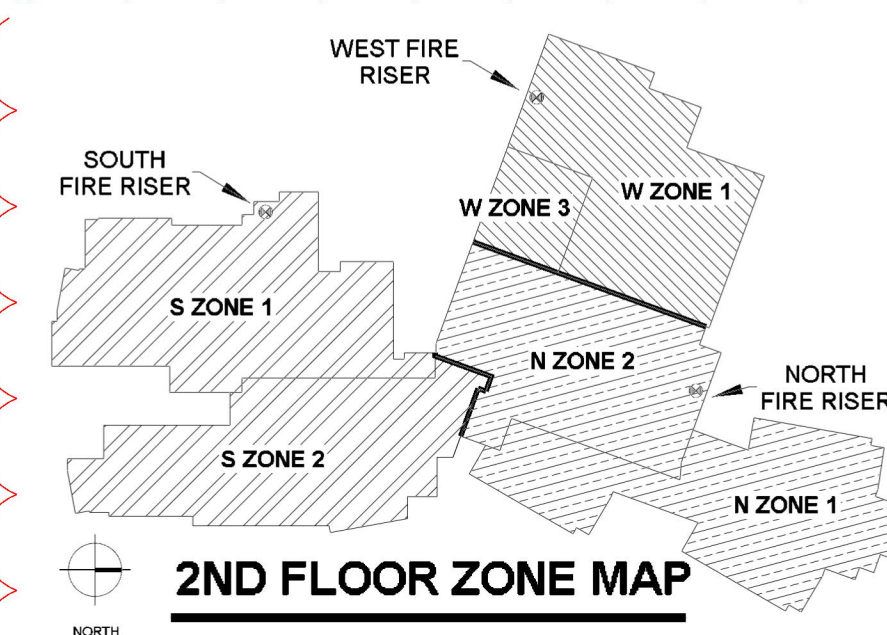 WEST FIRE
RISER
SOUTH
FIRE RISER
W ZONE 1
W ZONE 3
S ZONE 1
N ZONE 2
NORTH
FIRE RISER
S ZONE 2
N ZONE 1
2ND FLOOR ZONE MAP
NORTH